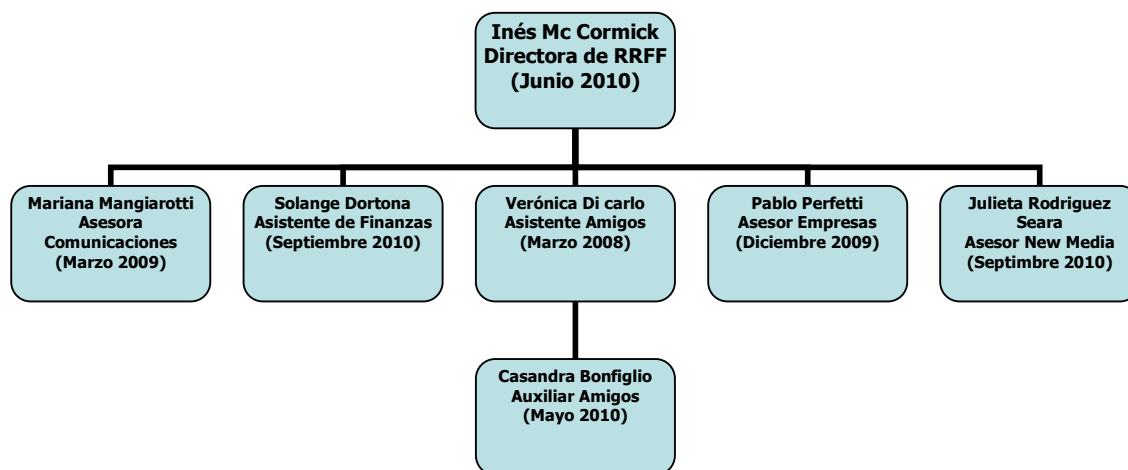 Inés Mc Cormick
Directora de RRFF
(Junio 2010)
Mariana Mangiarotti
Asesora
Comunicaciones
(Marzo 2009)
Solange Dortona
Asistente de Finanzas
(Septiembre 2010)
Verónica Di carlo
Asistente Amigos
(Marzo 2008)
Pablo Perfetti
Asesor Empresas
(Diciembre 2009)
Julieta Rodriguez
Seara
Asesor New Media
(Septimbre 2010)
Casandra Bonfiglio
Auxiliar Amigos
(Mayo 2010)